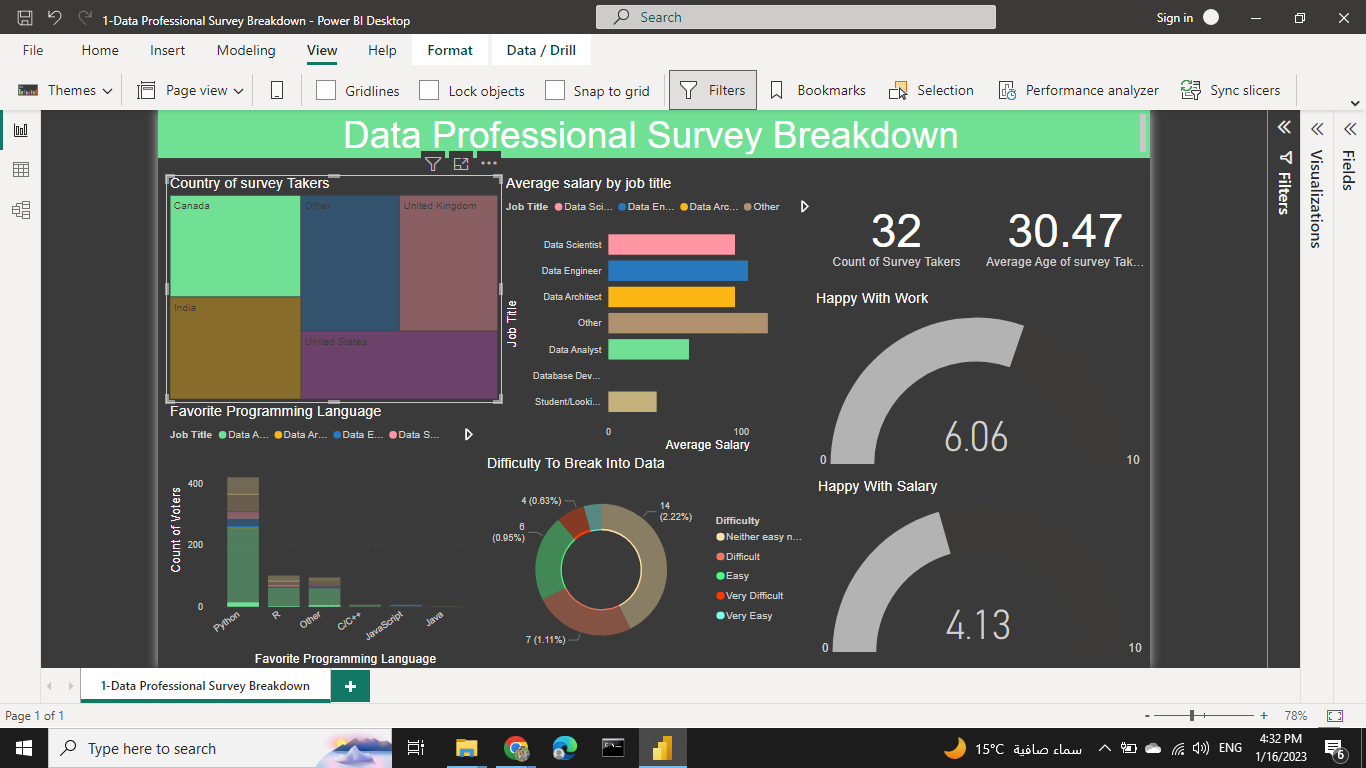 1-Data Professional Survey Breakdown - Power BI Desktop
Search
Sign in
File Home Insert Modeling View Help Format Data / Drill
Themes Page view Gridlines Lock objects Snap to grid Filters Bookmarks Selection Performance analyzer Sync slicers
Data Professional Survey Breakdown
Country of survey Takers
Canada
Other
United Kingdom
India
United States
Average salary by job title
Job Title Data Sci... Data En... Data Arc... Other
Job Title
Data Scientist
Data Engineer
Data Architect
Other
Data Analyst
Database Dev...
Student/Looki...
0 100
Average Salary
32
Count of Survey Takers
30.47
Average Age of survey Tak...
Happy With Work
6.06
0 10
Happy With Salary
4.13
0 10
Favorite Programming Language
Job Title Data A... Data Ar... Data E... Data S...
Count of Voters
400
200
0
Python R Other C/C++ JavaScript Java
Favorite Programming Language
Difficulty To Break Into Data
4 (0.63%)
14
(2.22%)
6
(0.95%)
7 (1.11%)
Difficulty
Neither easy n...
Difficult
Easy
Very Difficult
Very Easy
Filters
Visualizations
Fields
1-Data Professional Survey Breakdown
Page 1 of 1
- + 78%
Type here to search
15°C سماء صافية
ENG
4:32 PM
1/16/2023
6